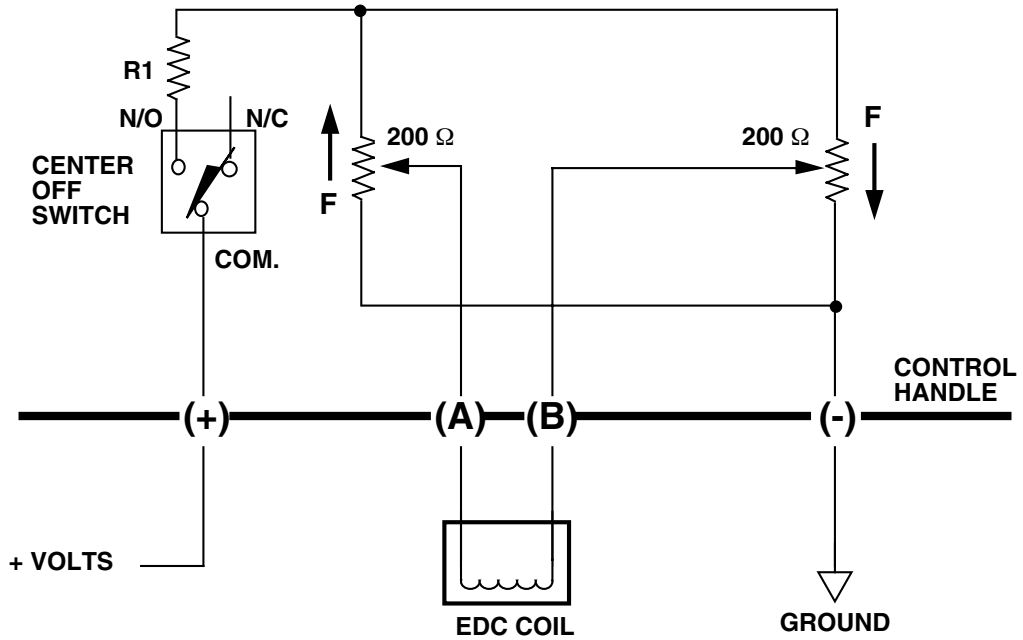 R1
N/O
N/C
CENTER
OFF
SWITCH
COM.
F
200 Ω
200 Ω
F
CONTROL
HANDLE
(+)
(A)
(B)
(-)
+ VOLTS
EDC COIL
GROUND